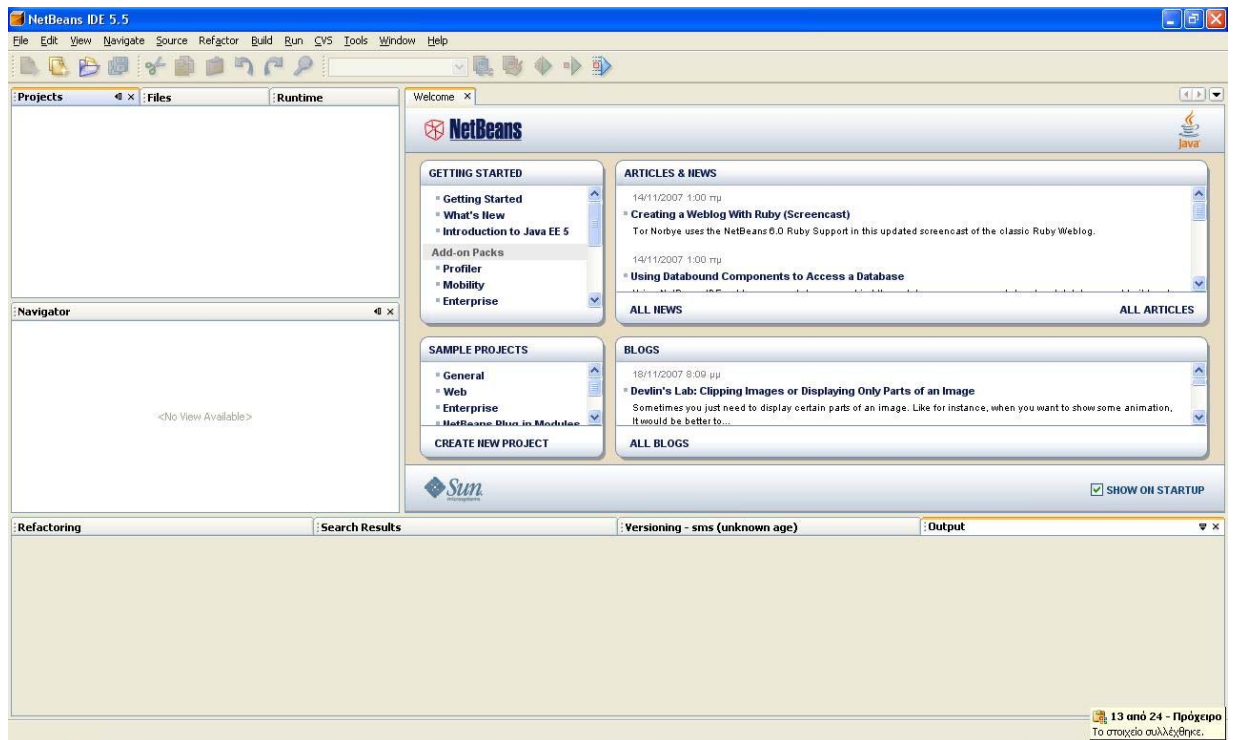 NetBeans IDE 5.5
File Edit View Navigate Source Refactor Build Run CVS Tools Window Help
Projects Files Runtime
Welcome
NetBeans
Java
GETTING STARTED
Getting Started
What's New
Introduction to Java EE 5
Add-on Packs
Profiler
Mobility
Enterprise
ARTICLES & NEWS
14/11/2007 1:00 πμ
Creating a Weblog With Ruby (Screencast)
Tor Norbye uses the NetBeans 6.0 Ruby Support in this updated screencast of the classic Ruby Weblog.
14/11/2007 1:00 πμ
Using Databound Components to Access a Database
ALL NEWS ALL ARTICLES
Navigator
<No View Available>
SAMPLE PROJECTS
General
Web
Enterprise
NetBeans Plug-in Modules
CREATE NEW PROJECT
BLOGS
18/11/2007 8:09 μμ
Devlin's Lab: Clipping Images or Displaying Only Parts of an Image
Sometimes you just need to display certain parts of an image. Like for instance, when you want to show some animation,
It would be better to...
ALL BLOGS
Sun
microsystems
SHOW ON STARTUP
Refactoring Search Results Versioning - sms (unknown age) Output
13 από 24 - Πρόχειρο
Το στοιχείο συλλέχθηκε.